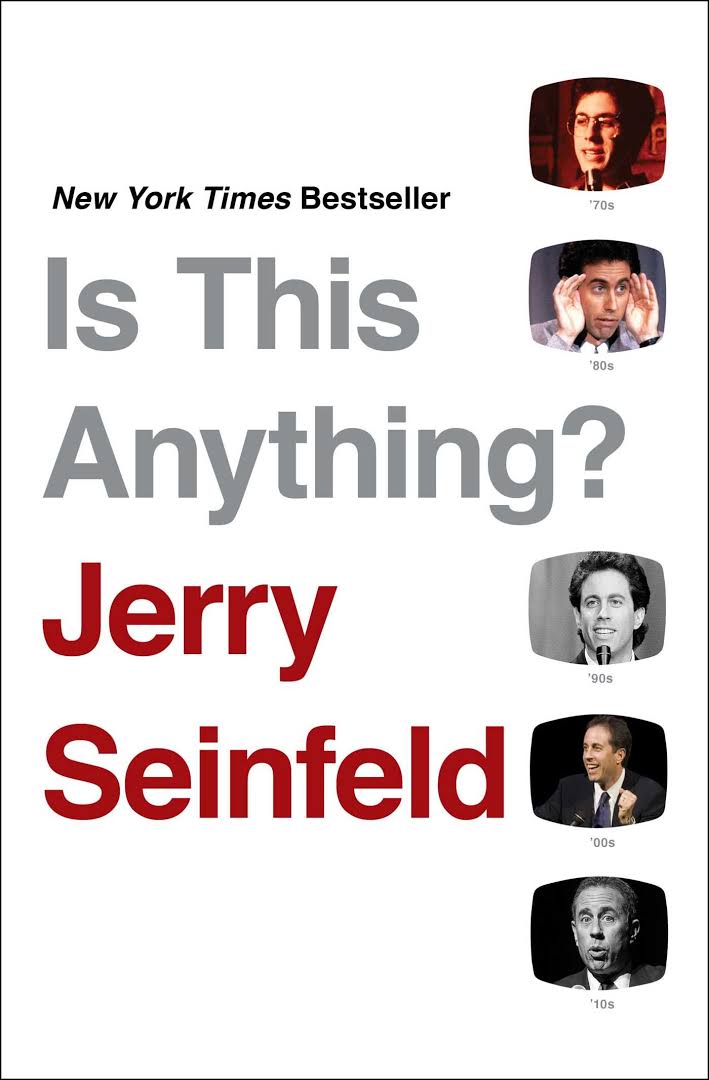 New York Times Bestseller
Is This
Anything?
Jerry
Seinfeld
'70s
'80s
'90s
'00s
'10s